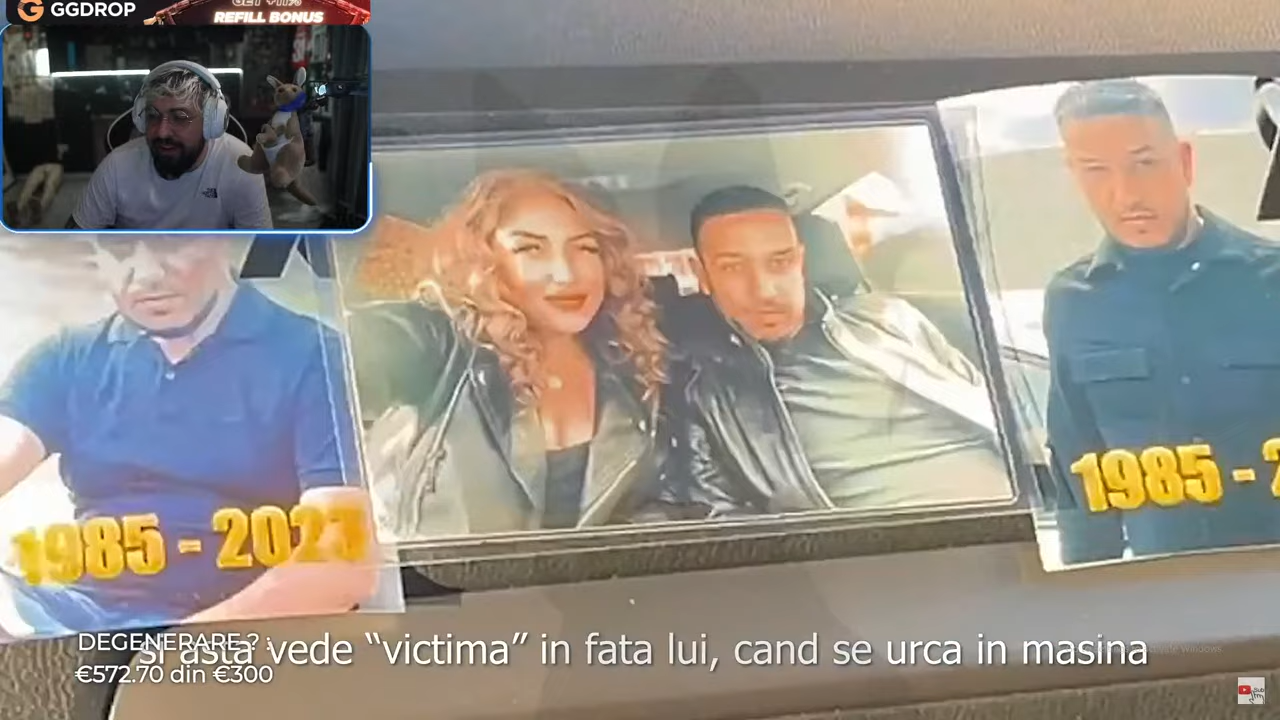 GGDROP
REFILL BONUS
1985 - 2023
1985 - 2
DEGENERARE ? :
și asta vede “victima” in fata lui, cand se urca in masina
€572.70 din €300